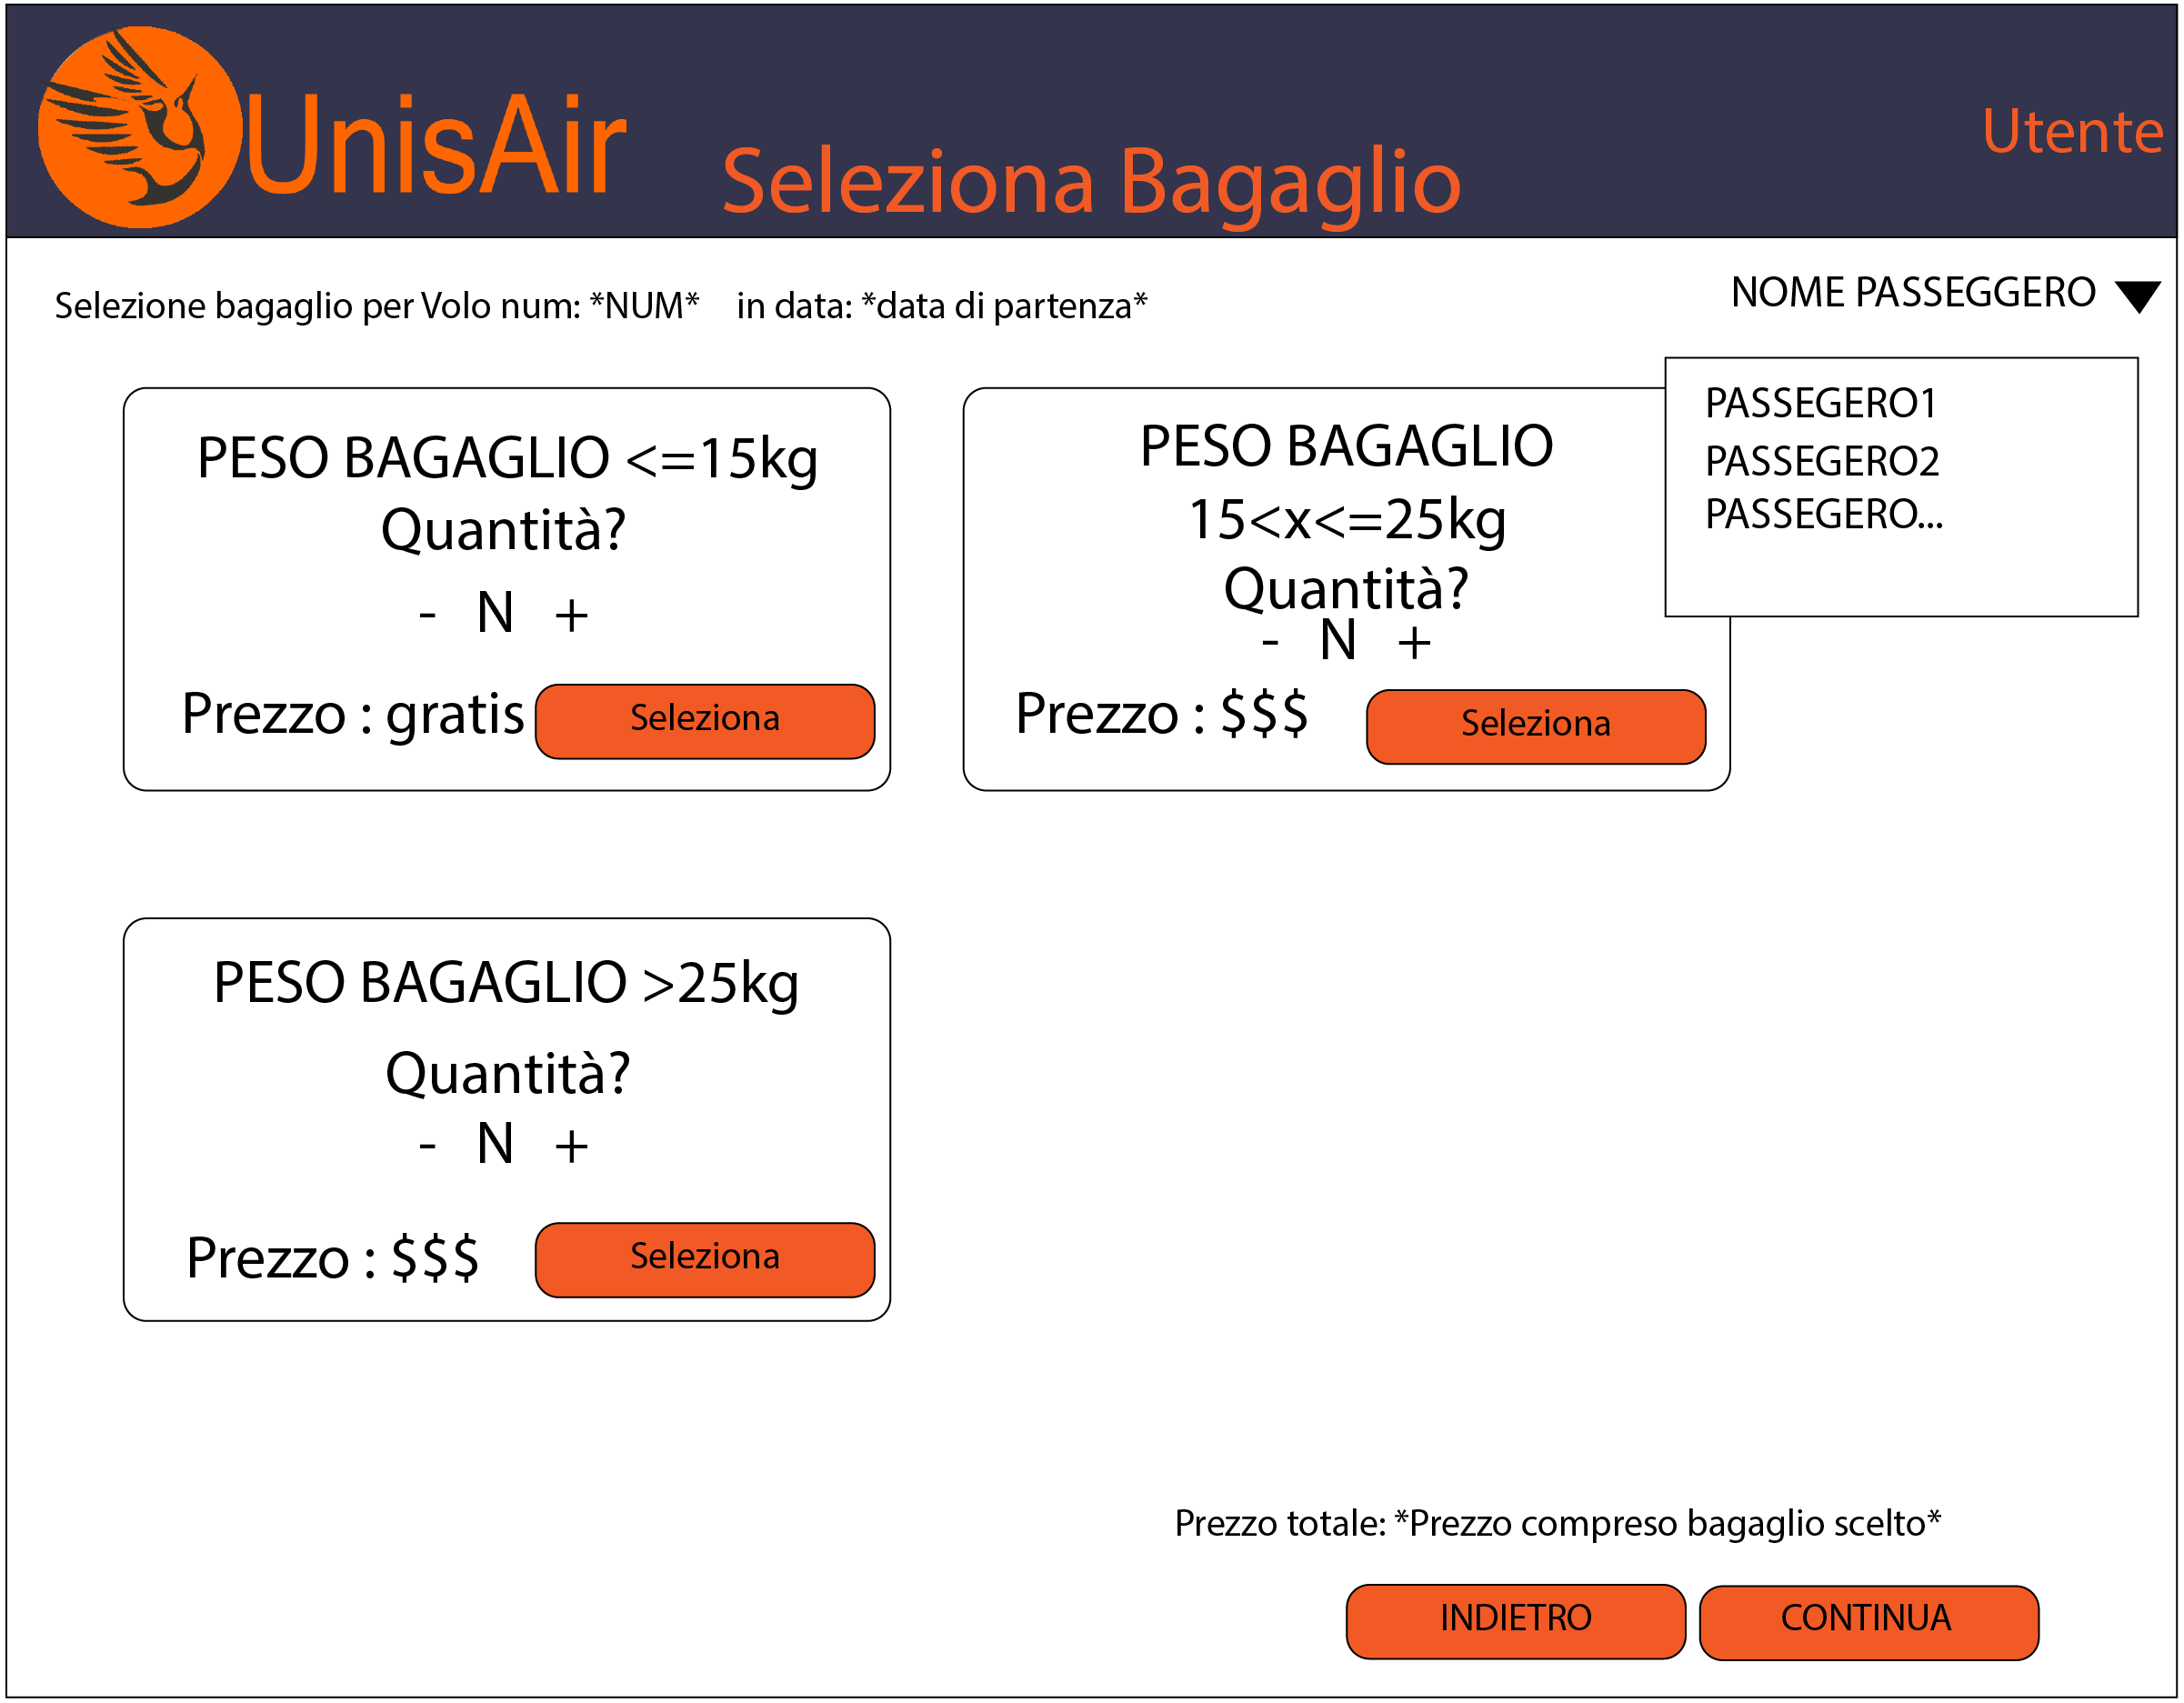 UnisAir
Seleziona Bagaglio
Utente
Selezione bagaglio per Volo num: *NUM* in data: *data di partenza*
NOME PASSEGGERO
PASSEGERO1
PASSEGERO2
PASSEGERO...
PESO BAGAGLIO <=15kg
Quantità?
- N +
Prezzo : gratis
Seleziona
PESO BAGAGLIO
15<x<=25kg
Quantità?
- N +
Prezzo : $$$
Seleziona
PESO BAGAGLIO >25kg
Quantità?
- N +
Prezzo : $$$
Seleziona
Prezzo totale: *Prezzo compreso bagaglio scelto*
INDIETRO
CONTINUA